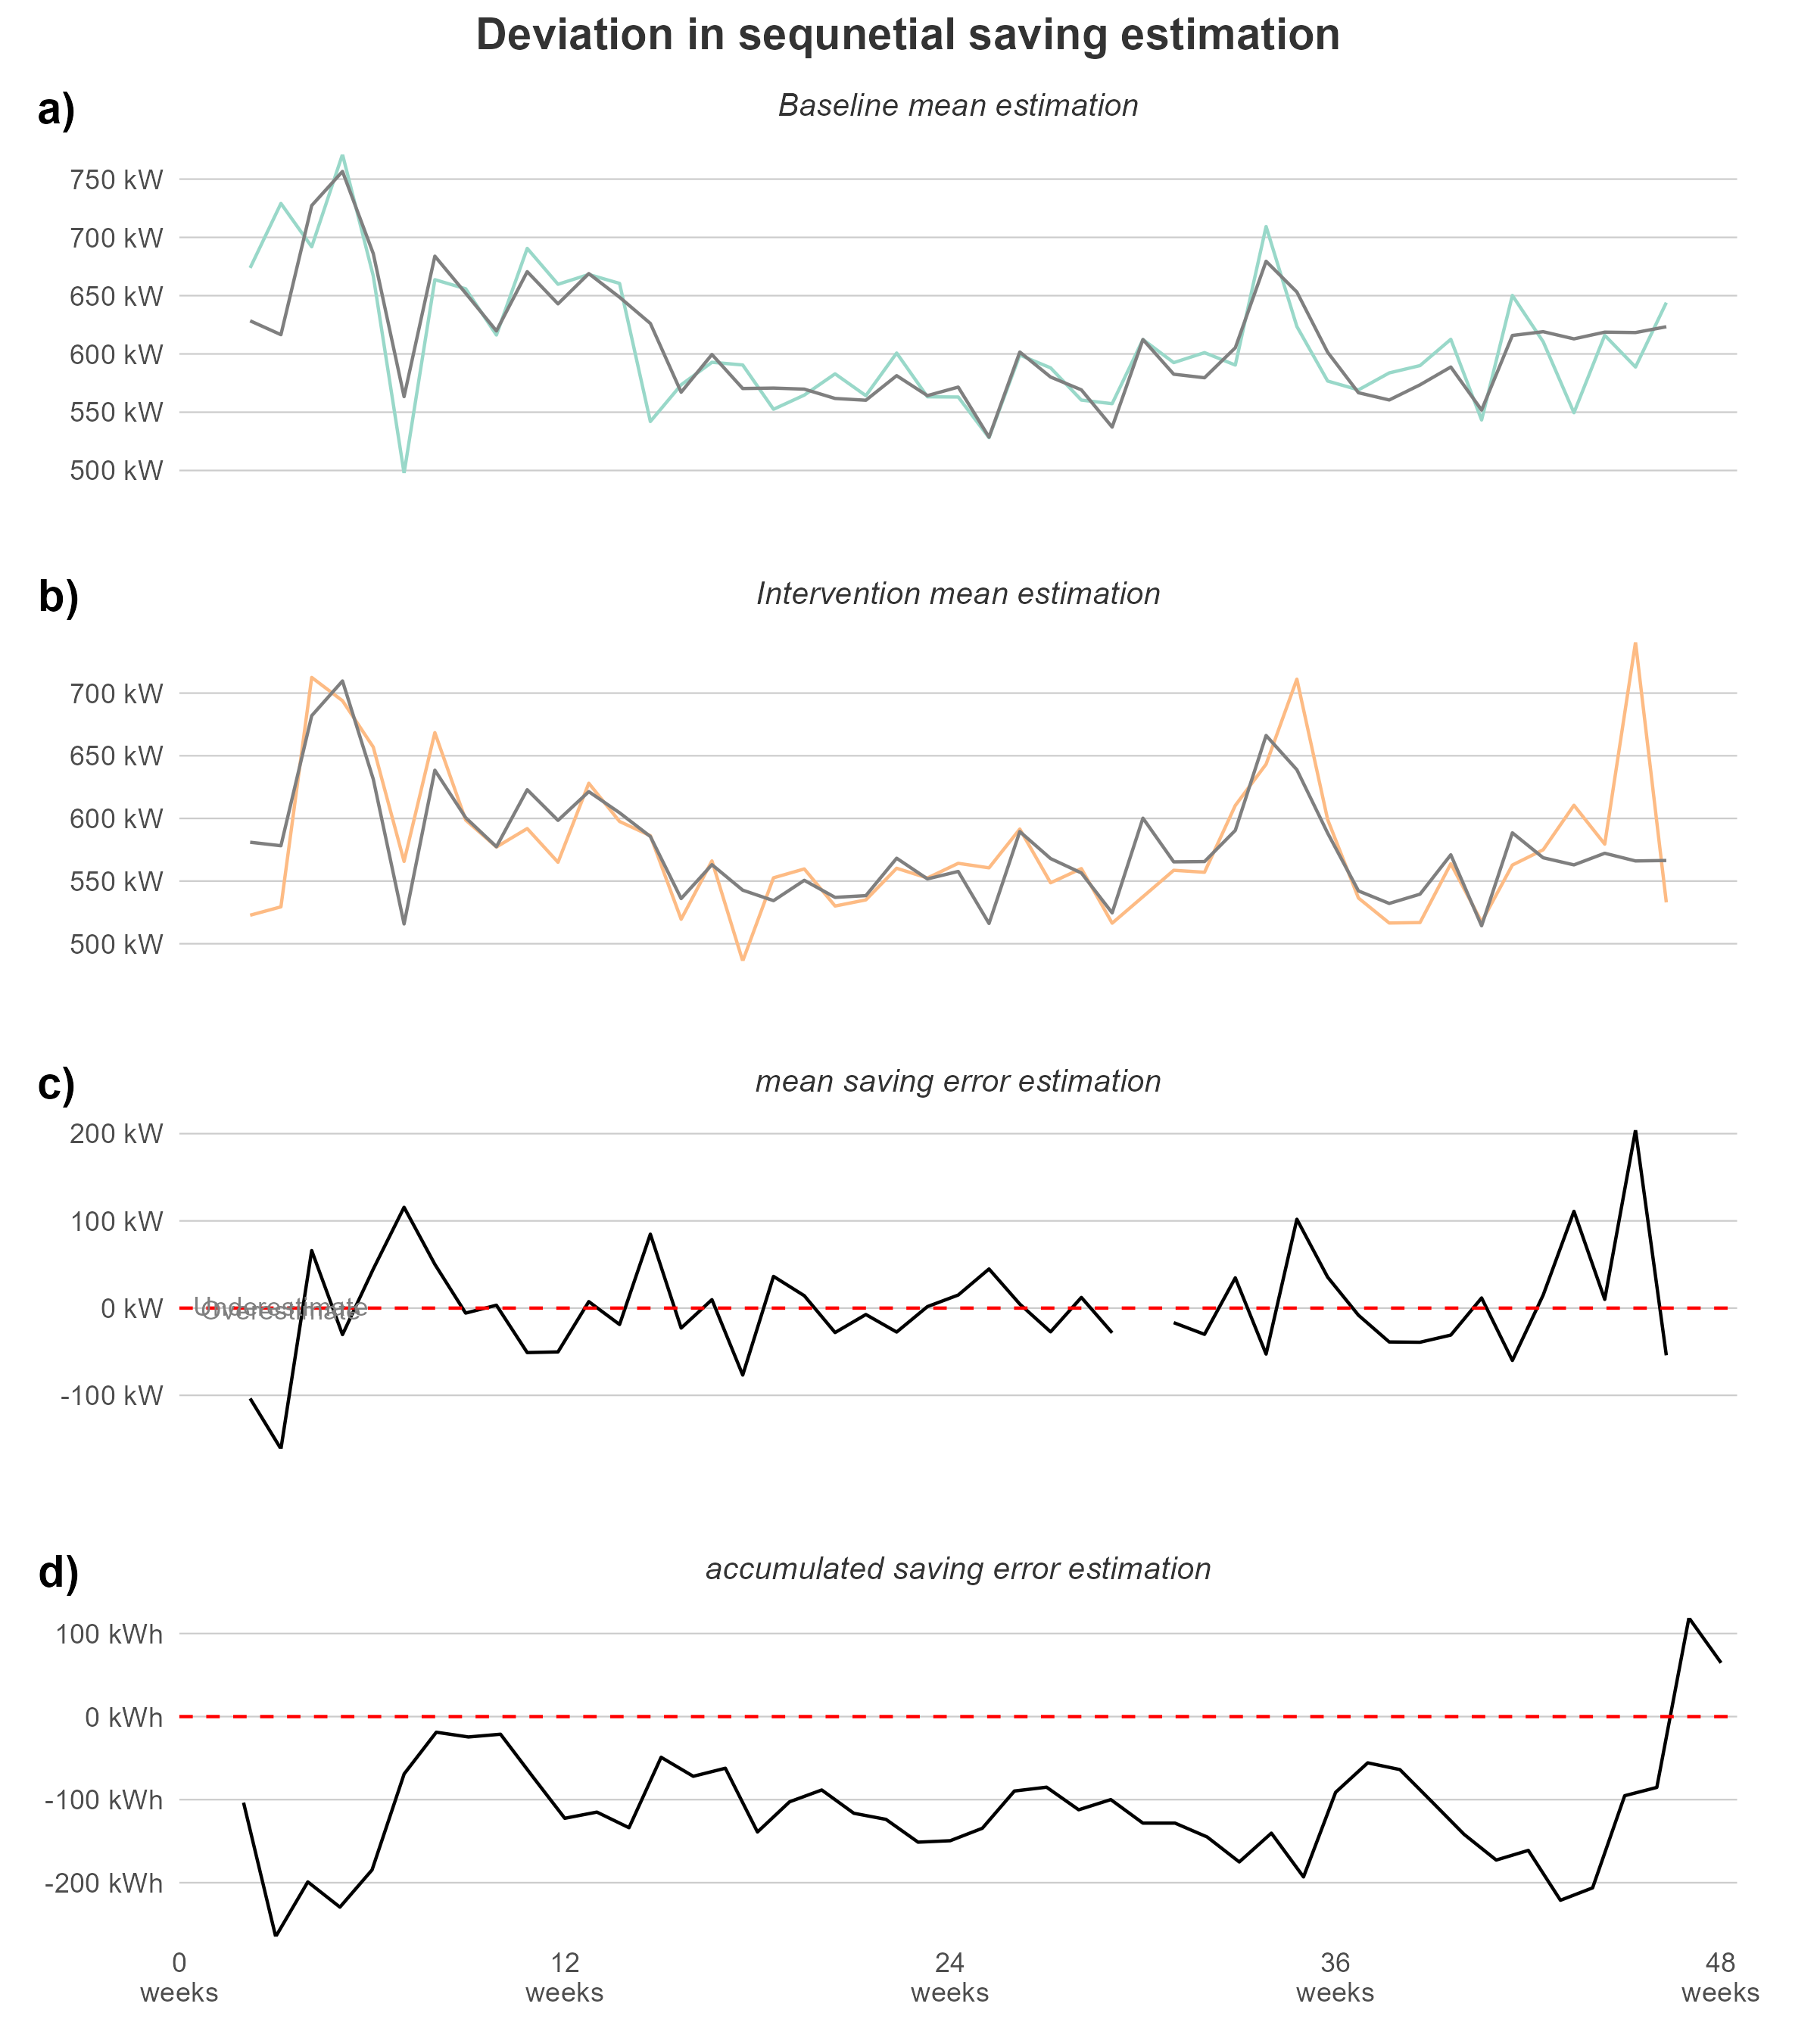 Deviation in sequnetial saving estimation
a)
Baseline mean estimation
750 kW
700 kW
650 kW
600 kW
550 kW
500 kW
b)
Intervention mean estimation
700 kW
650 kW
600 kW
550 kW
500 kW
c)
mean saving error estimation
200 kW
100 kW
0 kW
-100 kW
Underestimate
Overestimate
d)
accumulated saving error estimation
100 kWh
0 kWh
-100 kWh
-200 kWh
0 12 24 36 48
weeks weeks weeks weeks weeks